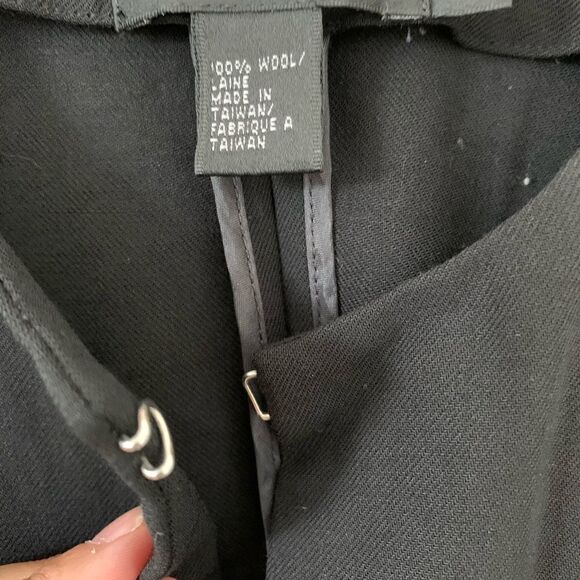 100% WOOL/
LAINE
MADE IN
TAIWAN/
FABRIQUE A
TAIWAN